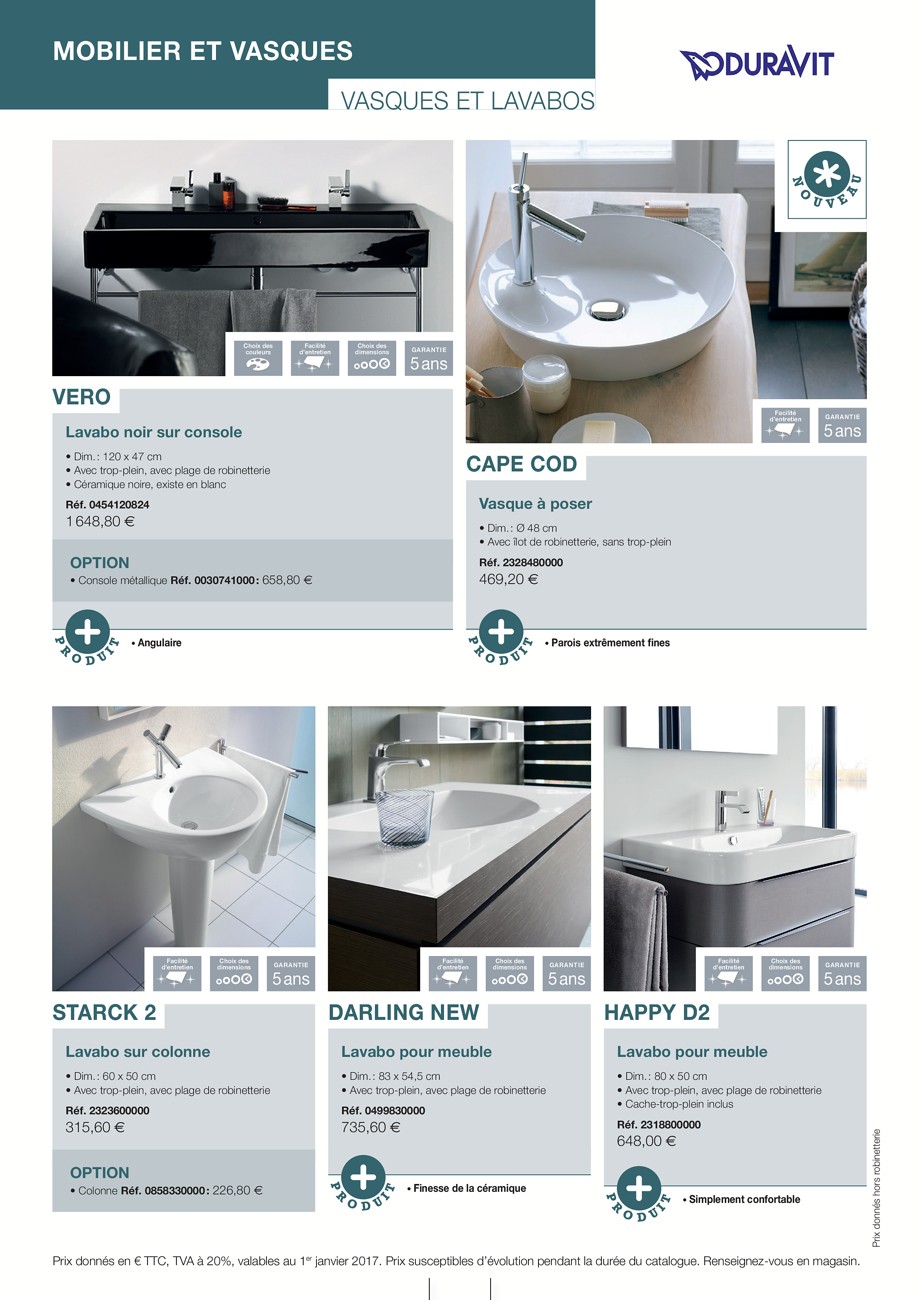 MOBILIER ET VASQUES
DURAVIT
VASQUES ET LAVABOS
NOUVEAU
Choix des
couleurs
Facilité
d'entretien
Choix des
dimensions
GARANTIE
5 ans
VERO
Lavabo noir sur console
• Dim. : 120 x 47 cm
• Avec trop-plein, avec plage de robinetterie
• Céramique noire, existe en blanc
Réf. 0454120824
1 648,80 €
OPTION
• Console métallique Réf. 0030741000 : 658,80 €
PRODUIT
• Angulaire
Facilité
d'entretien
GARANTIE
5 ans
CAPE COD
Vasque à poser
• Dim. : Ø 48 cm
• Avec îlot de robinetterie, sans trop-plein
Réf. 2328480000
469,20 €
PRODUIT
• Parois extrêmement fines
Facilité
d'entretien
Choix des
dimensions
GARANTIE
5 ans
STARCK 2
Lavabo sur colonne
• Dim. : 60 x 50 cm
• Avec trop-plein, avec plage de robinetterie
Réf. 2323600000
315,60 €
OPTION
• Colonne Réf. 0858330000 : 226,80 €
Facilité
d'entretien
Choix des
dimensions
GARANTIE
5 ans
DARLING NEW
Lavabo pour meuble
• Dim. : 83 x 54,5 cm
• Avec trop-plein, avec plage de robinetterie
Réf. 0499830000
735,60 €
PRODUIT
• Finesse de la céramique
Facilité
d'entretien
Choix des
dimensions
GARANTIE
5 ans
HAPPY D2
Lavabo pour meuble
• Dim. : 80 x 50 cm
• Avec trop-plein, avec plage de robinetterie
• Cache-trop-plein inclus
Réf. 2318800000
648,00 €
PRODUIT
• Simplement confortable
Prix donnés hors robinetterie
Prix donnés en € TTC, TVA à 20%, valables au 1er janvier 2017. Prix susceptibles d'évolution pendant la durée du catalogue. Renseignez-vous en magasin.